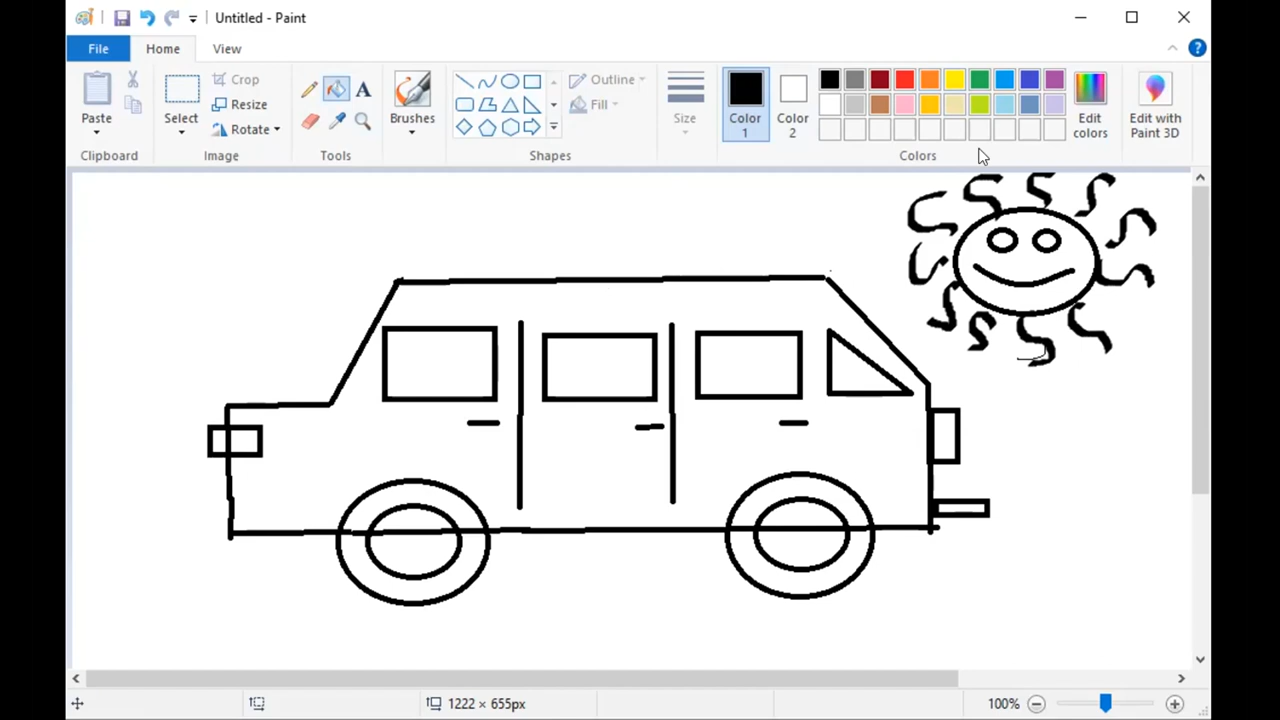 Untitled - Paint
File Home View
Paste
Clipboard
Select
Crop
Resize
Rotate
Image
A
Tools
Brushes
Outline
Fill
Shapes
Size
Color
1
Color
2
Edit
colors
Colors
Edit with
Paint 3D
?
1222 × 655px
100%